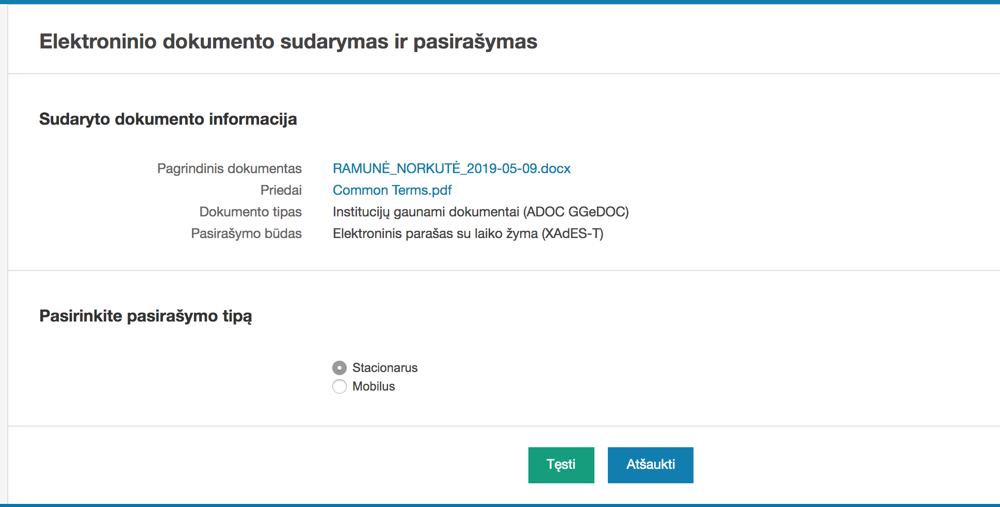 Elektroninio dokumento sudarymas ir pasirašymas
Sudaryto dokumento informacija
Pagrindinis dokumentas RAMUNĖ_NORKUTĖ_2019-05-09.docx
Priedai Common Terms.pdf
Dokumento tipas Institucijų gaunami dokumentai (ADOC GGeDOC)
Pasirašymo būdas Elektroninis parašas su laiko žyma (XAdES-T)
Pasirinkite pasirašymo tipą
Stacionarus
Mobilus
Tęsti Atšaukti